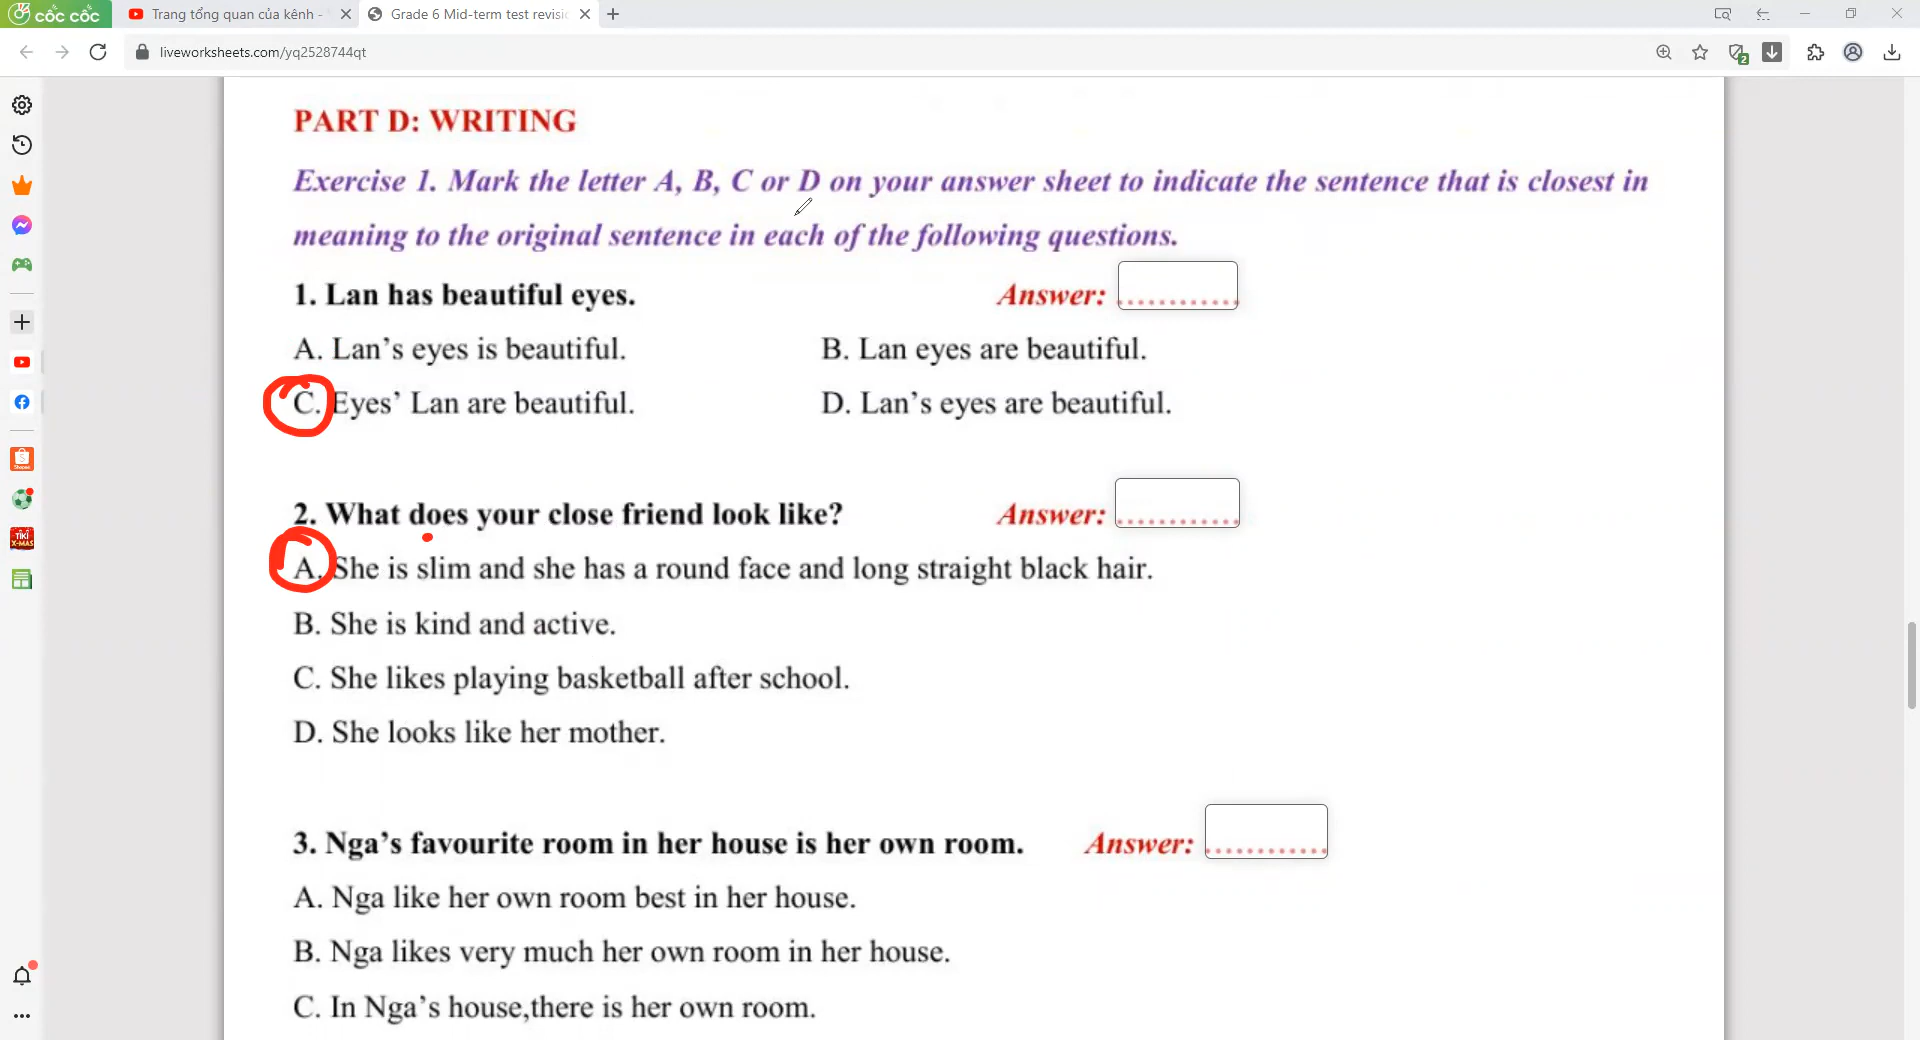 cốc cốc
Trang tổng quan của kênh -
Grade 6 Mid-term test revisi
liveworksheets.com/yq2528744qt
2
PART D: WRITING
Exercise 1. Mark the letter A, B, C or D on your answer sheet to indicate the sentence that is closest in
meaning to the original sentence in each of the following questions.
1. Lan has beautiful eyes. Answer: ............
A. Lan’s eyes is beautiful. B. Lan eyes are beautiful.
C. Eyes’ Lan are beautiful. D. Lan’s eyes are beautiful.
2. What does your close friend look like? Answer: ............
A. She is slim and she has a round face and long straight black hair.
B. She is kind and active.
C. She likes playing basketball after school.
D. She looks like her mother.
3. Nga’s favourite room in her house is her own room. Answer: ............
A. Nga like her own room best in her house.
B. Nga likes very much her own room in her house.
C. In Nga’s house,there is her own room.
Shopee
TIKI
X-MAS